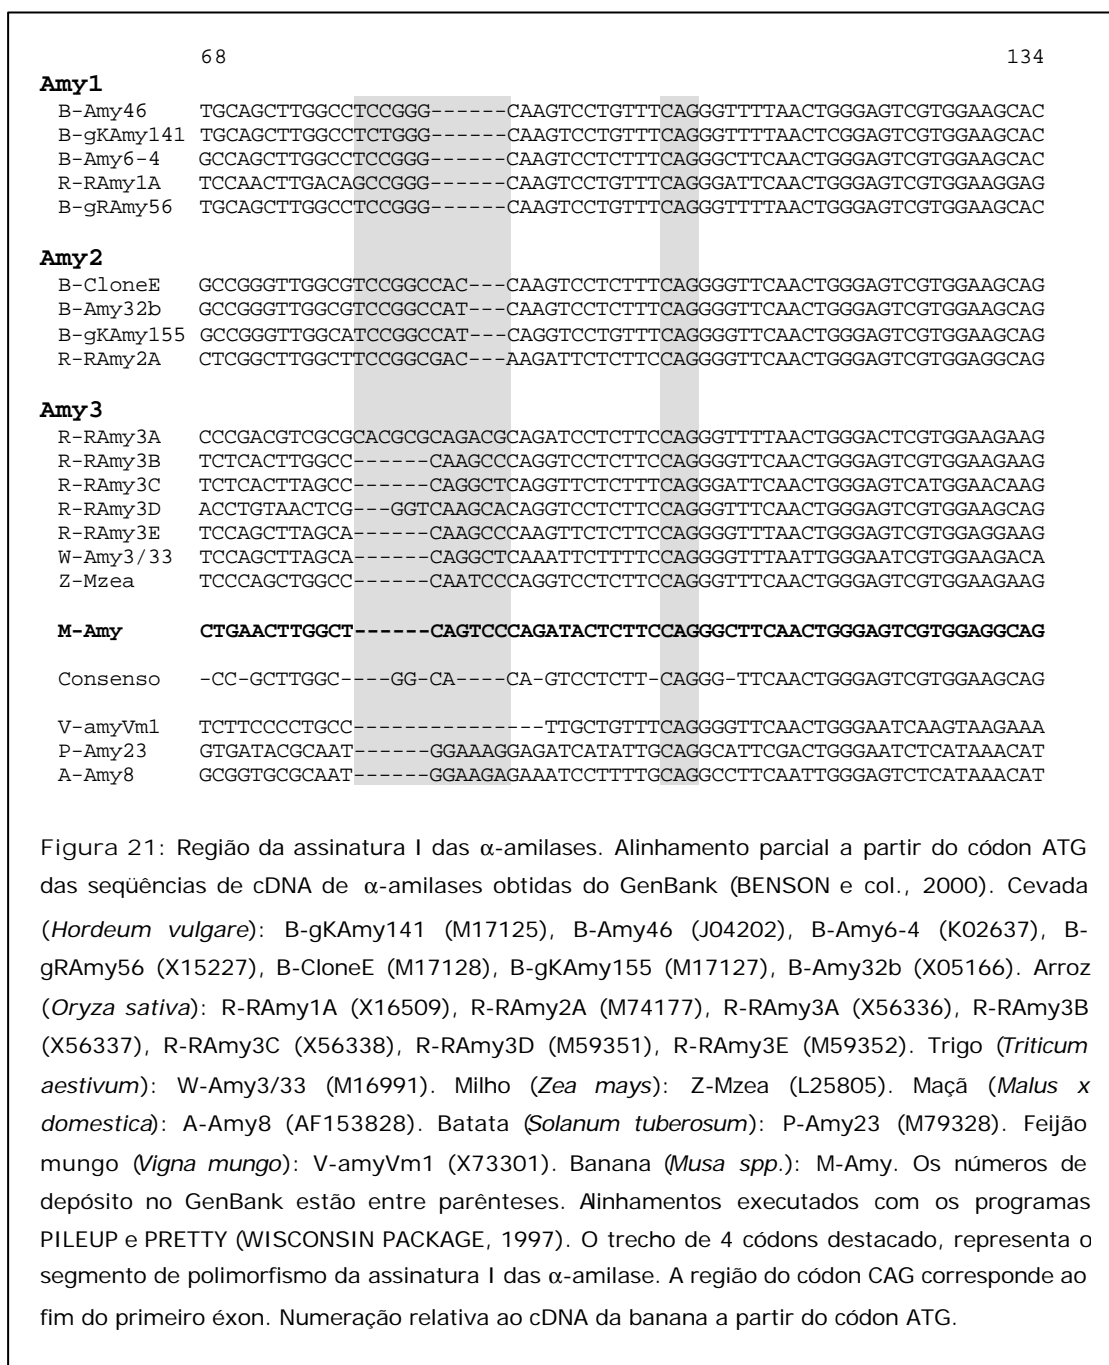 68 134
Amy1
B-Amy46 TGCAGCTTGGCCTCCGGG------CAAGTCCTGTTTCAGGGTTTTAACTGGGAGTCGTGGAAGCAC
B-gKAmy141 TGCAGCTTGGCCTCTGGG------CAAGTCCTGTTTCAGGGTTTTAACTGGGAGTCGTGGAAGCAC
B-Amy6-4 GCCAGCTTGGCCTCCGGG------CAAGTCCTCTTTCAGGGCTTCAACTGGGAGTCGTGGAAGCAC
R-RAmy1A TCCAACTTGACAGCCGGG------CAAGTCCTGTTTCAGGGATTCAACTGGGAGTCGTGGAAGGAG
B-gRAmy56 TGCAGCTTGGCCTCCGGG------CAAGTCCTGTTTCAGGGTTTTAACTGGGAGTCGTGGAAGCAC
Amy2
B-CloneE GCCGGGTTGGCGTCCGGCCAC---CAAGTCCTCTTTCAGGGGTTCAACTGGGAGTCGTGGAAGCAG
B-Amy32b GCCGGGTTGGCGTCCGGCCAT---CAAGTCCTCTTTCAGGGGTTCAACTGGGAGTCGTGGAAGCAG
B-gKAmy155 GCCGGGTTGGCATCCGGCCAT---CAGGTCCTGTTTCAGGGGTTCAACTGGGAGTCGTGGAAGCAG
R-RAmy2A CTCGGCTTGGCTTCCGGCGAC---AAGATTCTCTTCCAGGGGTTCAACTGGGAGTCGTGGAGGCAG
Amy3
R-RAmy3A CCCGACGTCGCGCACGCGCAGACGCAGATCCTCTTCCAGGGTTTTAACTGGGACTCGTGGAAGAAG
R-RAmy3B TCTCACTTGGCC------CAAGCCCAGGTCCTCTTCCAGGGGTTCAACTGGGAGTCGTGGAAGAAG
R-RAmy3C TCTCACTTAGCC------CAGGCTCAGGTTCTCTTTCAGGGATTCAACTGGGAGTCATGGAACAAG
R-RAmy3D ACCTGTAACTCG---GGTCAAGCACAGGTCCTCTTCCAGGGTTTCAACTGGGAGTCGTGGAAGCAG
R-RAmy3E TCCAGCTTAGCA------CAAGCCCAAGTTCTCTTCCAGGGGTTCAACTGGGAGTCGTGGAGGAAG
W-Amy3/33 TCCAGCTTAGCA------CAGGCTCAAATTCTTTTCCAGGGGTTTAATTGGGAATCGTGGAAGACA
Z-Mzea TCCCAGCTGGCC------CAATCCCAGGTCCTCTTCCAGGGTTTCAACTGGGAGTCGTGGAAGAAG
M-Amy CTGAACTTGGCT------CAGTCCCAGATACTCTTCCAGGGCTTCAACTGGGAGTCGTGGAGGCAG
Consenso -CC-GCTTGGC----GG-CA----CA-GTCCTCTT-CAGGG-TTCAACTGGGAGTCGTGGAAGCAG
V-amyVm1 TCTTCCCCTGCC---------------TTGCTGTTTCAGGGGTTCAACTGGGAATCAAGTAAGAAA
P-Amy23 GTGATACGCAAT------GGAAAGGAGATCATATTGCAGGCATTCGACTGGGAATCTCATAAACAT
A-Amy8 GCGGTGCGCAAT------GGAAGAGAAATCCTTTTGCAGGCCTTCAATTGGGAGTCTCATAAACAT
Figura 21: Região da assinatura I das α-amilases. Alinhamento parcial a partir do códon ATG
das seqüências de cDNA de α-amilases obtidas do GenBank (BENSON e col., 2000). Cevada
(Hordeum vulgare): B-gKAmy141 (M17125), B-Amy46 (J04202), B-Amy6-4 (K02637), B-
gRAmy56 (X15227), B-CloneE (M17128), B-gKAmy155 (M17127), B-Amy32b (X05166). Arroz
(Oryza sativa): R-RAmy1A (X16509), R-RAmy2A (M74177), R-RAmy3A (X56336), R-RAmy3B
(X56337), R-RAmy3C (X56338), R-RAmy3D (M59351), R-RAmy3E (M59352). Trigo (Triticum
aestivum): W-Amy3/33 (M16991). Milho (Zea mays): Z-Mzea (L25805). Maçã (Malus x
domestica): A-Amy8 (AF153828). Batata (Solanum tuberosum): P-Amy23 (M79328). Feijão
mungo (Vigna mungo): V-amyVm1 (X73301). Banana (Musa spp.): M-Amy. Os números de
depósito no GenBank estão entre parênteses. Alinhamentos executados com os programas
PILEUP e PRETTY (WISCONSIN PACKAGE, 1997). O trecho de 4 códons destacado, representa o
segmento de polimorfismo da assinatura I das α-amilase. A região do códon CAG corresponde ao
fim do primeiro éxon. Numeração relativa ao cDNA da banana a partir do códon ATG.